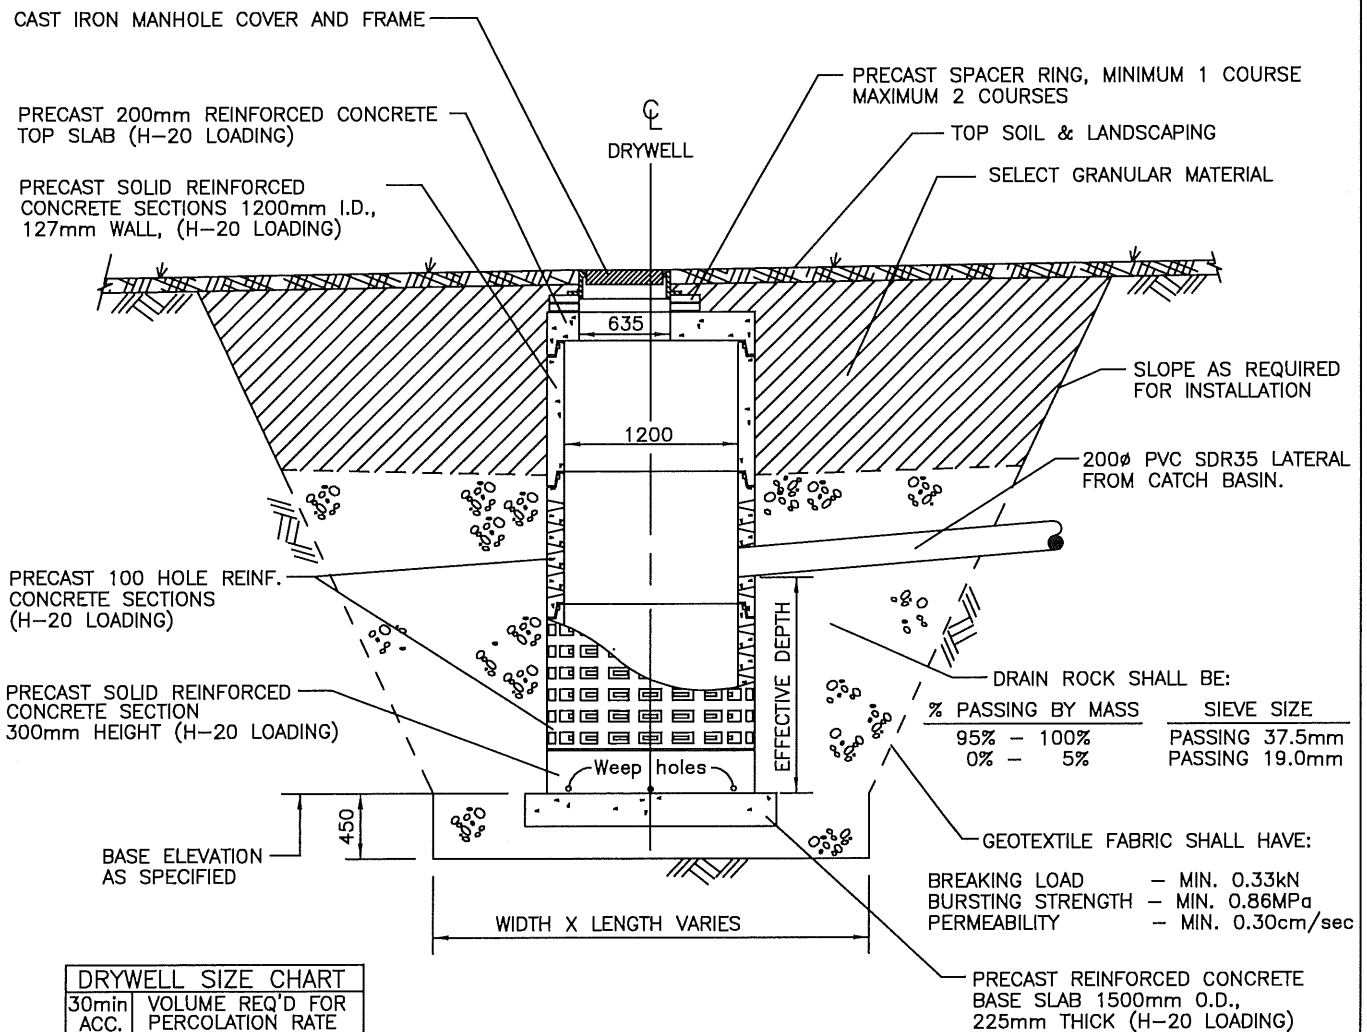 CAST IRON MANHOLE COVER AND FRAME
PRECAST 200mm REINFORCED CONCRETE
TOP SLAB (H-20 LOADING)
PRECAST SOLID REINFORCED
CONCRETE SECTIONS 1200mm I.D.,
127mm WALL, (H-20 LOADING)
℄
DRYWELL
PRECAST SPACER RING, MINIMUM 1 COURSE
MAXIMUM 2 COURSES
TOP SOIL & LANDSCAPING
SELECT GRANULAR MATERIAL
635
1200
SLOPE AS REQUIRED
FOR INSTALLATION
200ø PVC SDR35 LATERAL
FROM CATCH BASIN.
PRECAST 100 HOLE REINF.
CONCRETE SECTIONS
(H-20 LOADING)
EFFECTIVE DEPTH
PRECAST SOLID REINFORCED
CONCRETE SECTION
300mm HEIGHT (H-20 LOADING)
Weep holes
DRAIN ROCK SHALL BE:
% PASSING BY MASS SIEVE SIZE
95% - 100% PASSING 37.5mm
0% - 5% PASSING 19.0mm
450
BASE ELEVATION
AS SPECIFIED
GEOTEXTILE FABRIC SHALL HAVE:
BREAKING LOAD - MIN. 0.33kN
BURSTING STRENGTH - MIN. 0.86MPa
PERMEABILITY - MIN. 0.30cm/sec
WIDTH X LENGTH VARIES
PRECAST REINFORCED CONCRETE
BASE SLAB 1500mm O.D.,
225mm THICK (H-20 LOADING)
DRYWELL SIZE CHART
30min VOLUME REQ'D FOR
ACC. PERCOLATION RATE